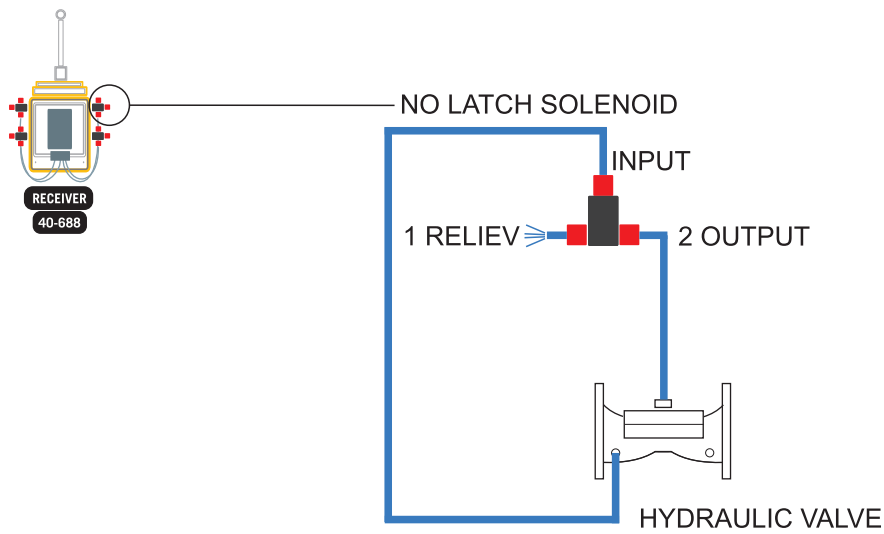 NO LATCH SOLENOID
INPUT
RECEIVER
40-688
1 RELIEV
2 OUTPUT
HYDRAULIC VALVE